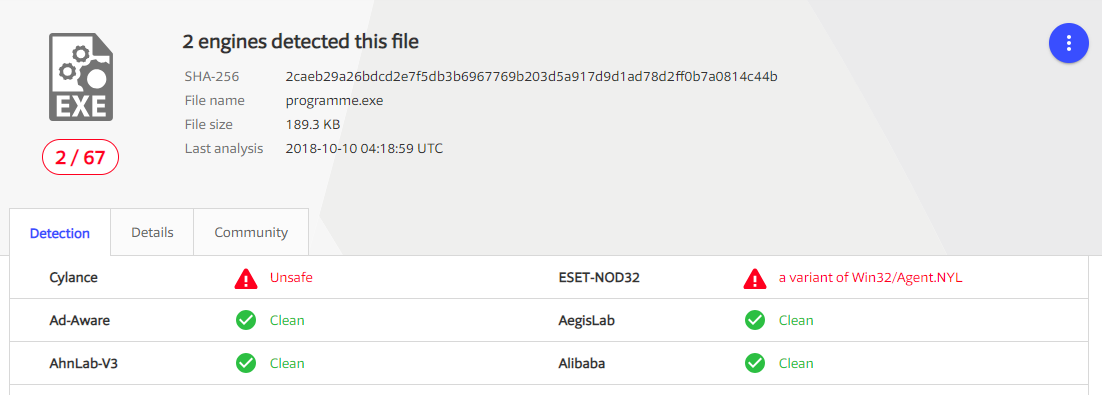 2 engines detected this file
SHA-256 2caeb29a26bdcd2e7f5db3b6967769b203d5a917d9d1ad78d2ff0b7a0814c44b
File name programme.exe
File size 189.3 KB
Last analysis 2018-10-10 04:18:59 UTC
EXE
2 / 67
Detection Details Community
Cylance Unsafe ESET-NOD32 a variant of Win32/Agent.NYL
Ad-Aware Clean AegisLab Clean
AhnLab-V3 Clean Alibaba Clean